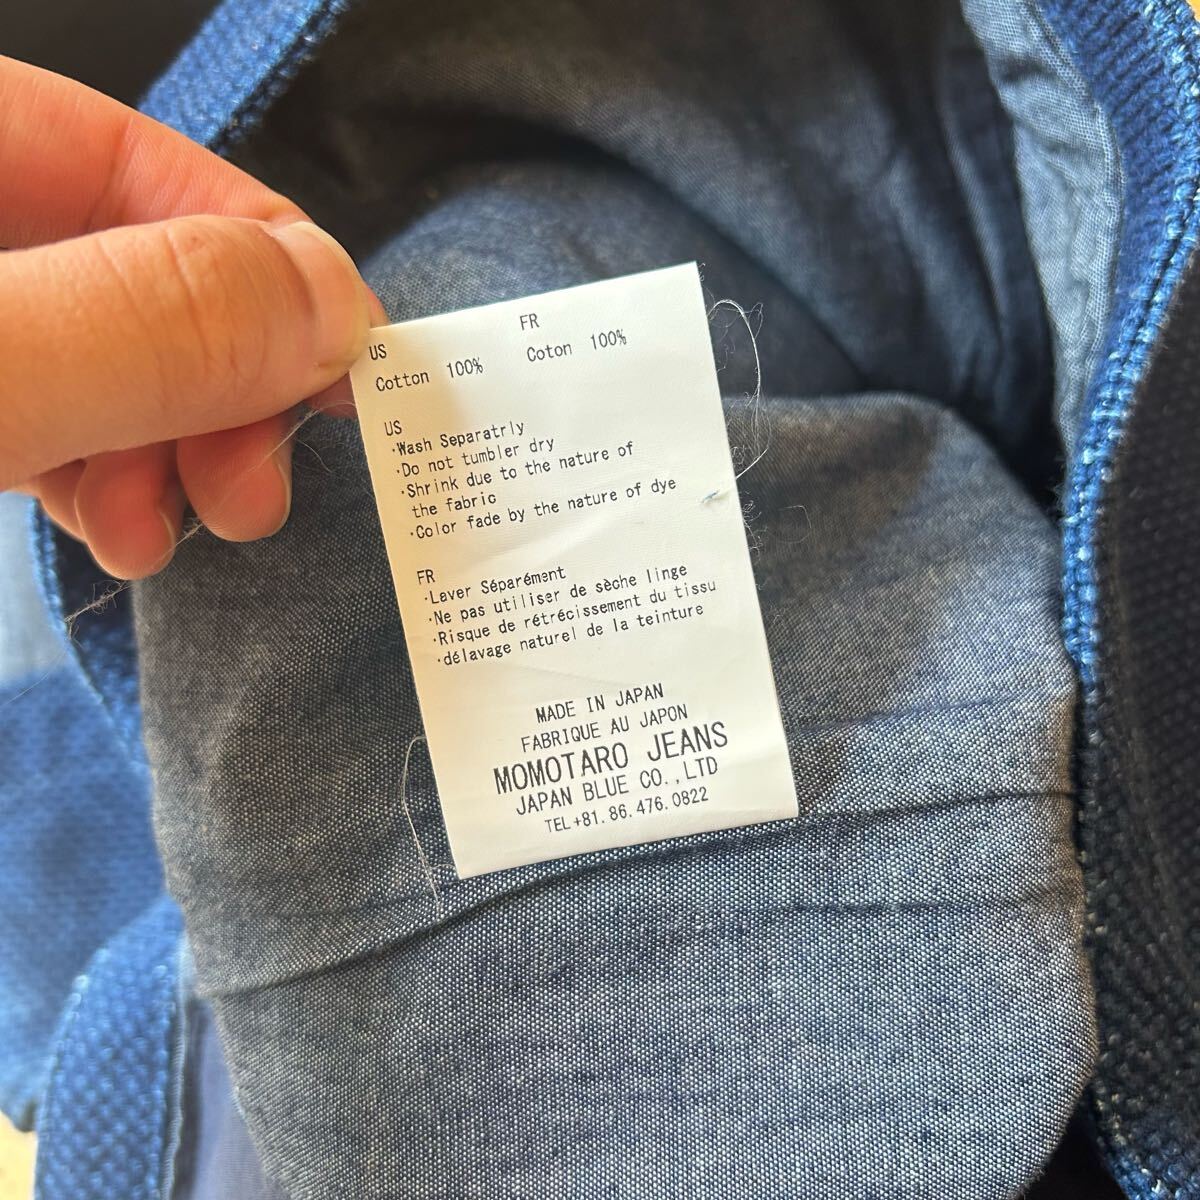 US
Cotton 100%
FR
Coton 100%
US
·Wash Separatrly
·Do not tumbler dry
·Shrink due to the nature of
the fabric
·Color fade by the nature of dye
FR
·Laver Séparément
·Ne pas utiliser de sèche linge
·Risque de rétrécissement du tissu
·délavage naturel de la teinture
MADE IN JAPAN
FABRIQUE AU JAPON
MOMOTARO JEANS
JAPAN BLUE CO.,LTD
TEL+81.86.476.0822